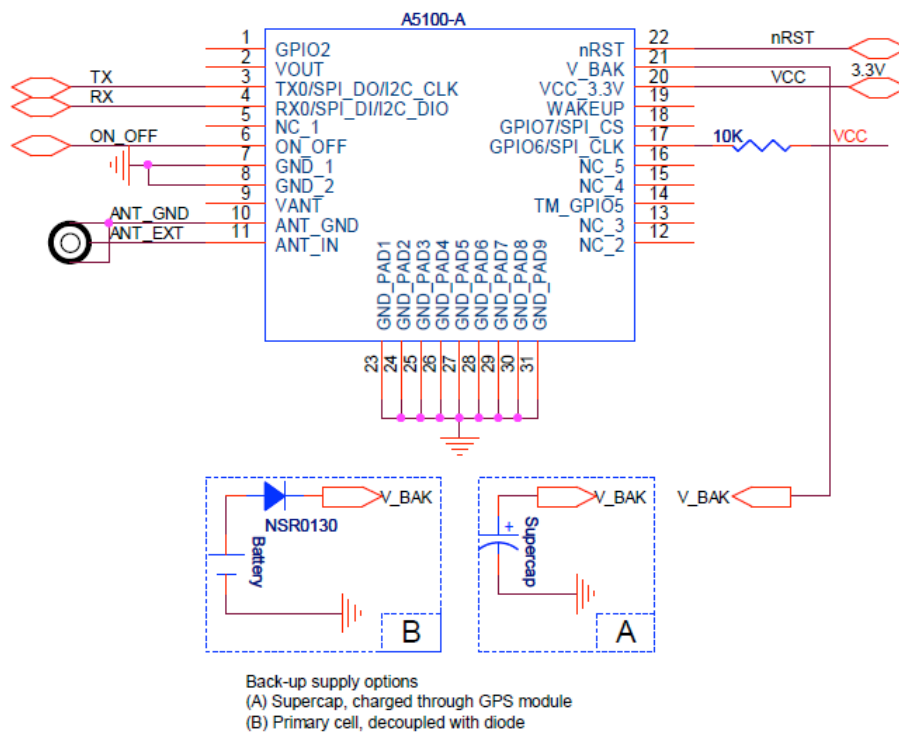 A5100-A
1 GPIO2
2 VOUT
TX 3 TX0/SPI_DO/I2C_CLK
RX 4 RX0/SPI_DI/I2C_DIO
5 NC_1
ON_OFF 6 ON_OFF
7 GND_1
8 GND_2
9 VANT
ANT_GND 10 ANT_GND
ANT_EXT 11 ANT_IN
nRST 22 nRST
V_BAK 21
VCC_3.3V 20 VCC 3.3V
WAKEUP 19
GPIO7/SPI_CS 18
GPIO6/SPI_CLK 17 10K VCC
NC_5 16
NC_4 15
TM_GPIO5 14
NC_3 13
NC_2 12
GND_PAD1 GND_PAD2 GND_PAD3 GND_PAD4 GND_PAD5 GND_PAD6 GND_PAD7 GND_PAD8 GND_PAD9
23 24 25 26 27 28 29 30 31
V_BAK
NSR0130
Battery
B
V_BAK
+
Supercap
A
V_BAK
Back-up supply options
(A) Supercap, charged through GPS module
(B) Primary cell, decoupled with diode